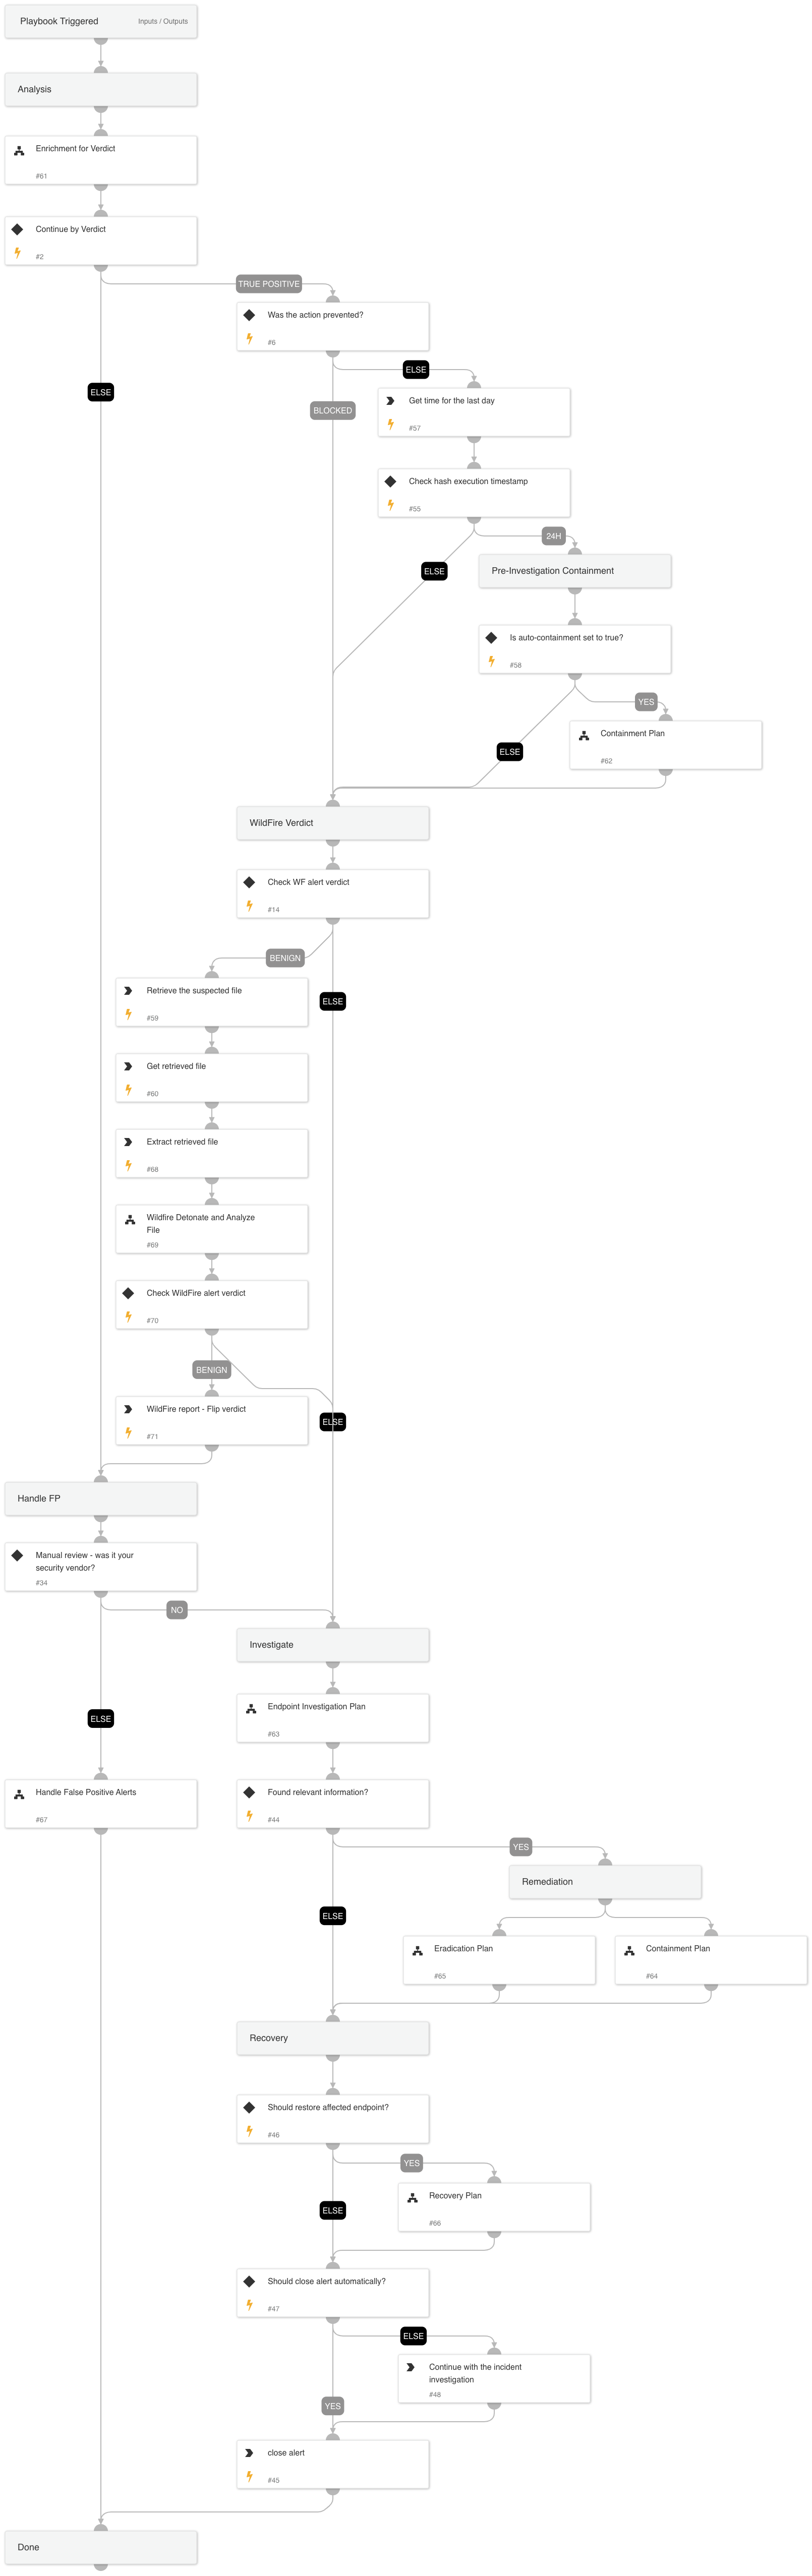 Playbook Triggered
Inputs / Outputs
Analysis
Enrichment for Verdict
#61
Continue by Verdict
#2
TRUE POSITIVE
Was the action prevented?
#6
ELSE
ELSE
BLOCKED
Get time for the last day
#57
Check hash execution timestamp
#55
24H
ELSE
Pre-Investigation Containment
Is auto-containment set to true?
#58
YES
ELSE
Containment Plan
#62
WildFire Verdict
Check WF alert verdict
#14
BENIGN
ELSE
Retrieve the suspected file
#59
Get retrieved file
#60
Extract retrieved file
#68
Wildfire Detonate and Analyze
File
#69
Check WildFire alert verdict
#70
BENIGN
ELSE
WildFire report - Flip verdict
#71
Handle FP
Manual review - was it your
security vendor?
#34
NO
Investigate
ELSE
Endpoint Investigation Plan
#63
Handle False Positive Alerts
#67
Found relevant information?
#44
YES
ELSE
Remediation
Eradication Plan
#65
Containment Plan
#64
Recovery
Should restore affected endpoint?
#46
YES
ELSE
Recovery Plan
#66
Should close alert automatically?
#47
ELSE
YES
Continue with the incident
investigation
#48
close alert
#45
Done